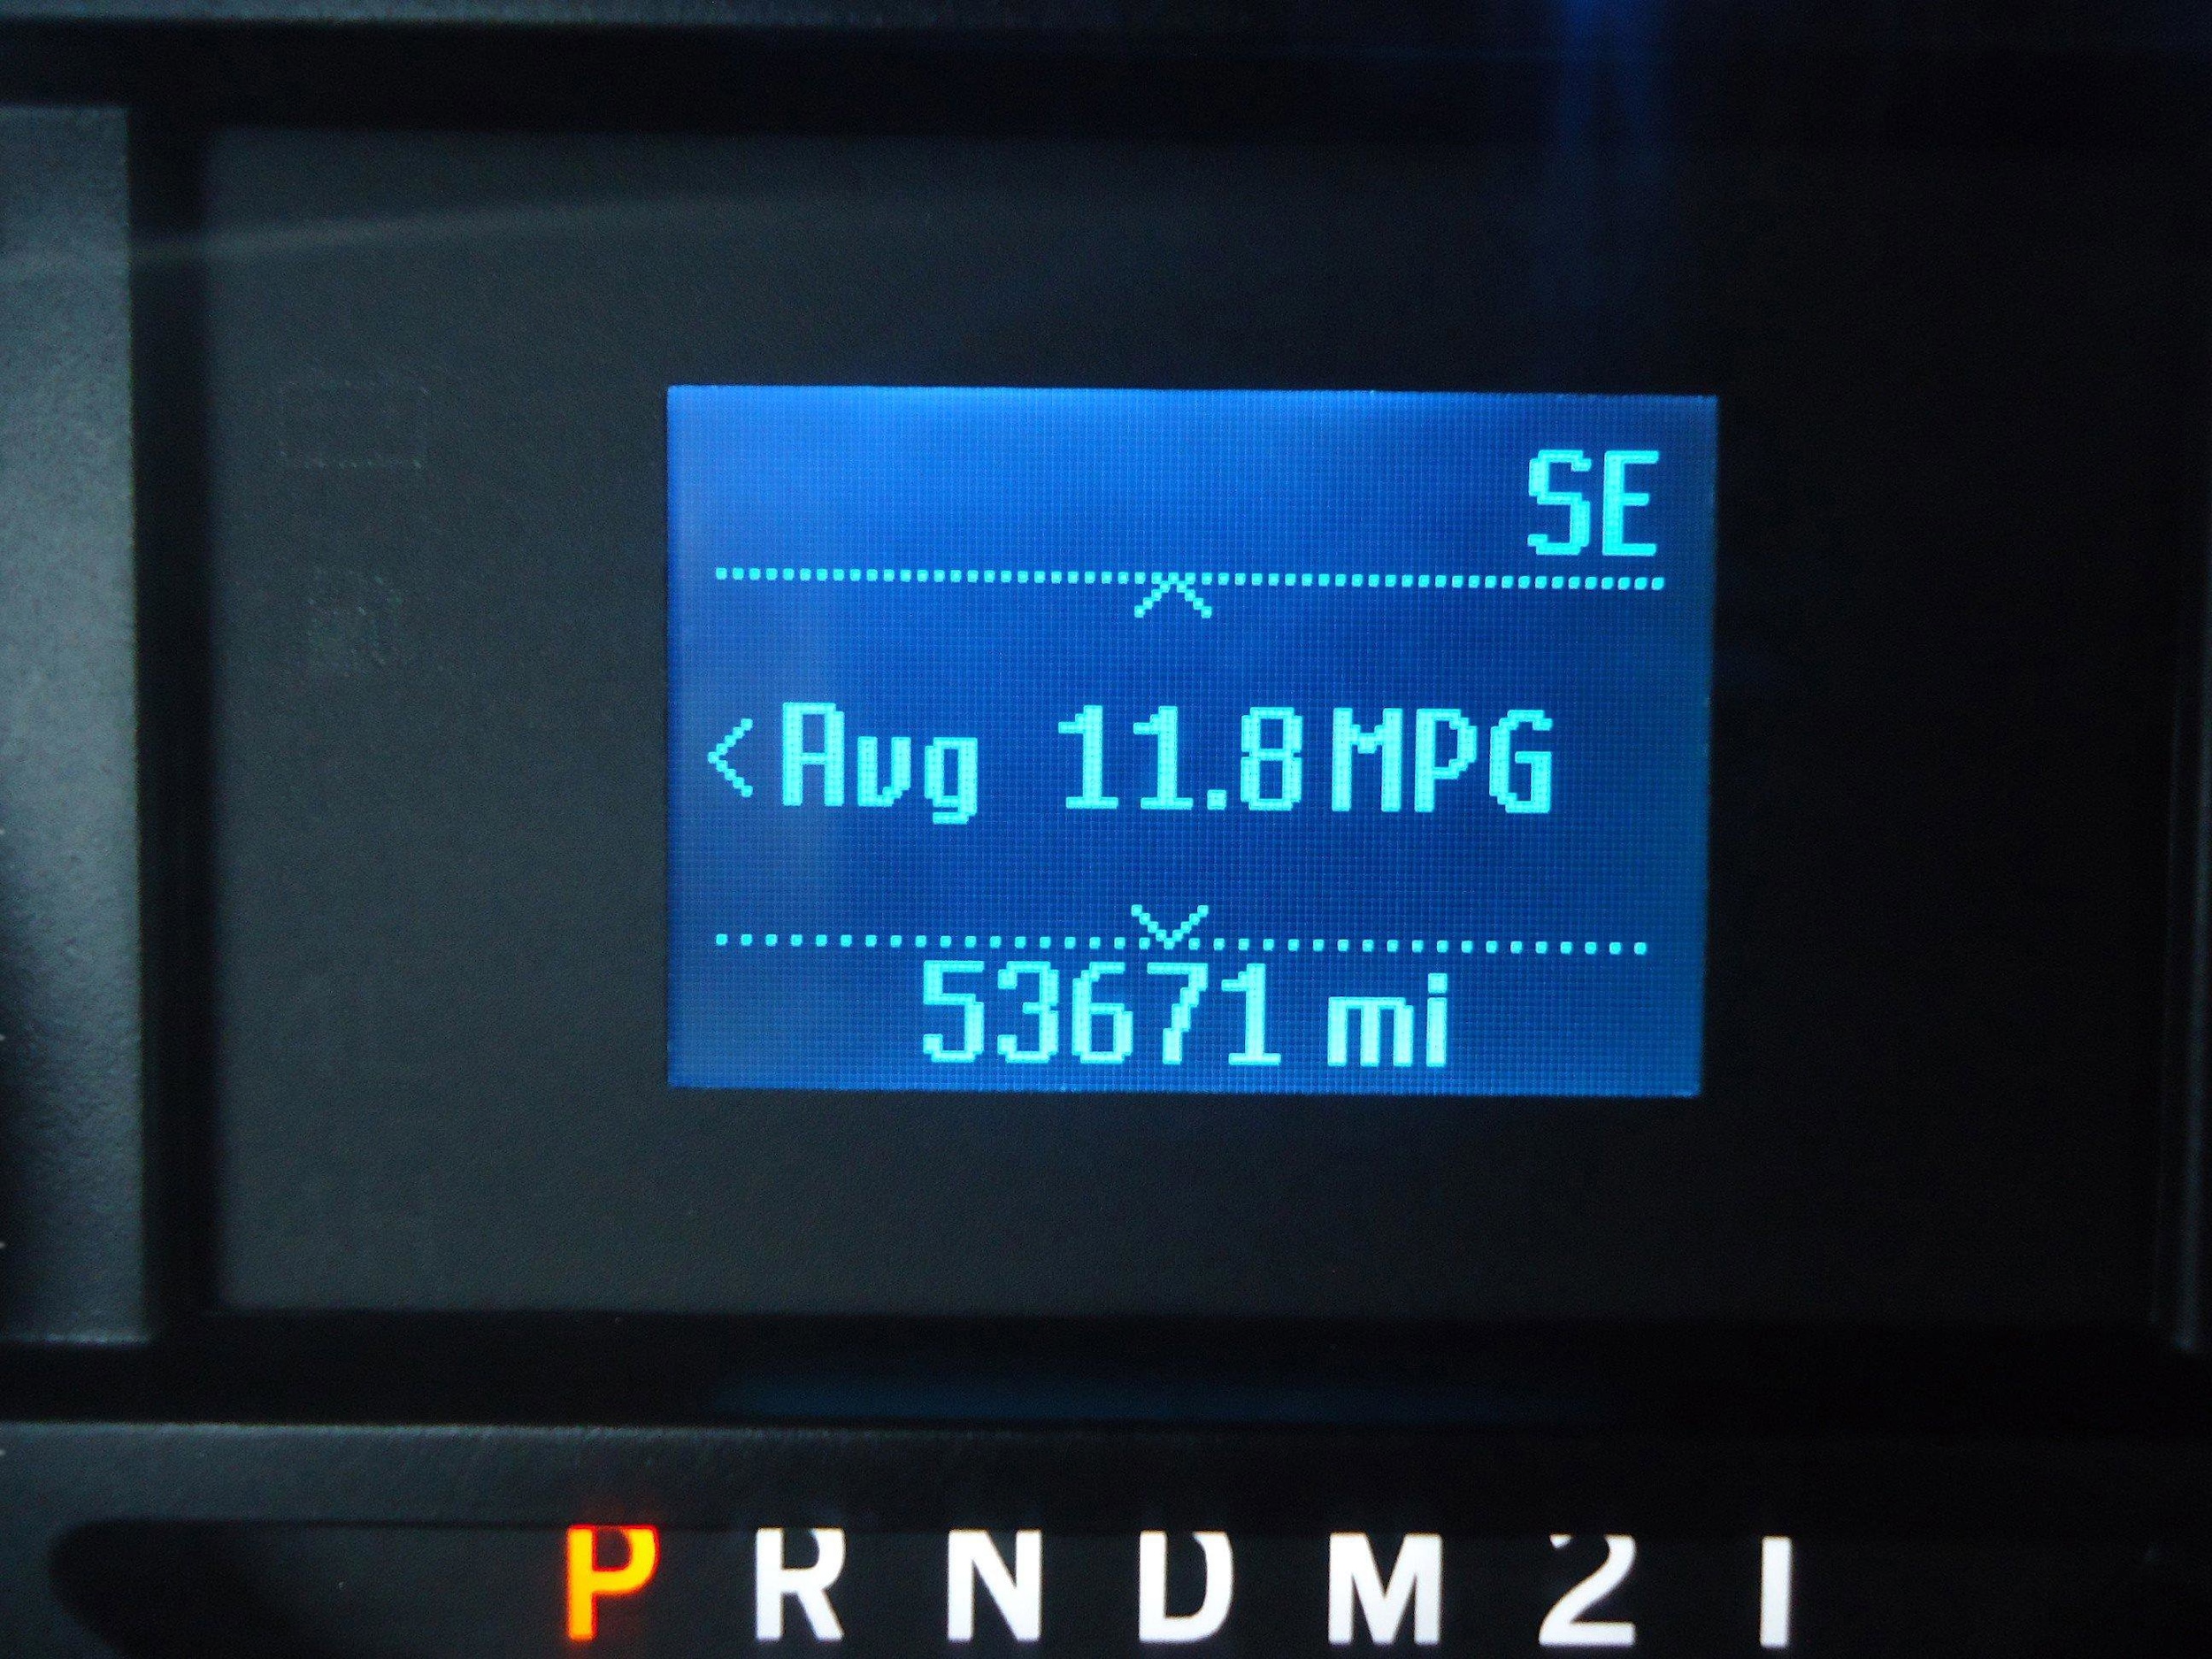 SE
<Avg 11.8 MPG
53671 mi
P R N D M 2 1